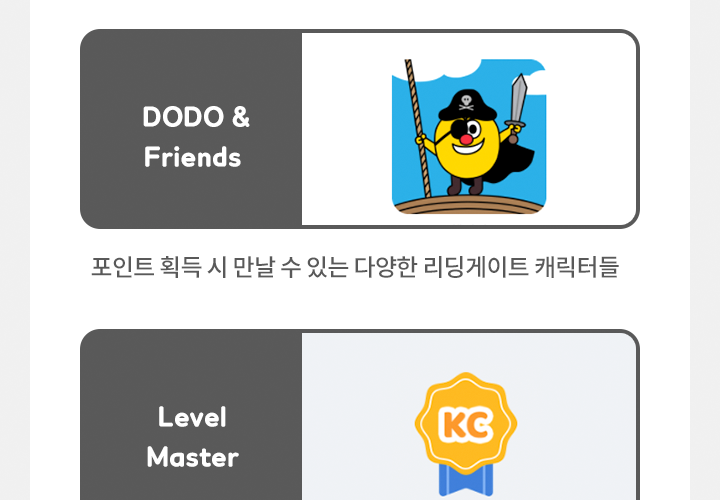 DODO &
Friends
포인트 획득 시 만날 수 있는 다양한 리딩게이트 캐릭터들
Level
Master
KC